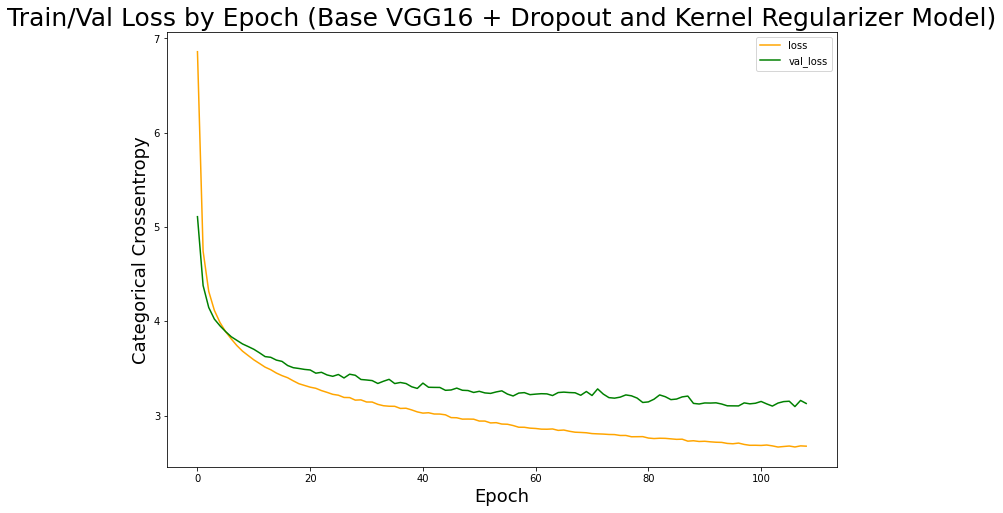 Train/Val Loss by Epoch (Base VGG16 + Dropout and Kernel Regularizer Model)
7
6
5
4
3
Categorical Crossentropy
loss
val_loss
0
20
40
60
80
100
Epoch